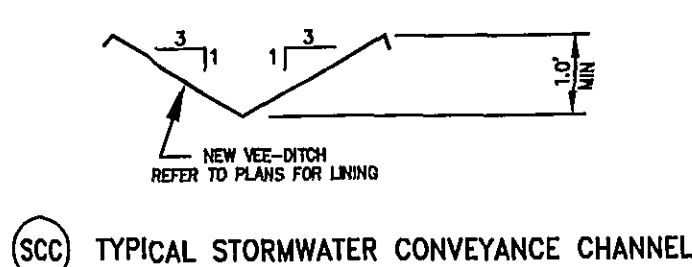 3
1
1
3
1.0'
MIN
NEW VEE-DITCH
REFER TO PLANS FOR LINING
SCC TYPICAL STORMWATER CONVEYANCE CHANNEL